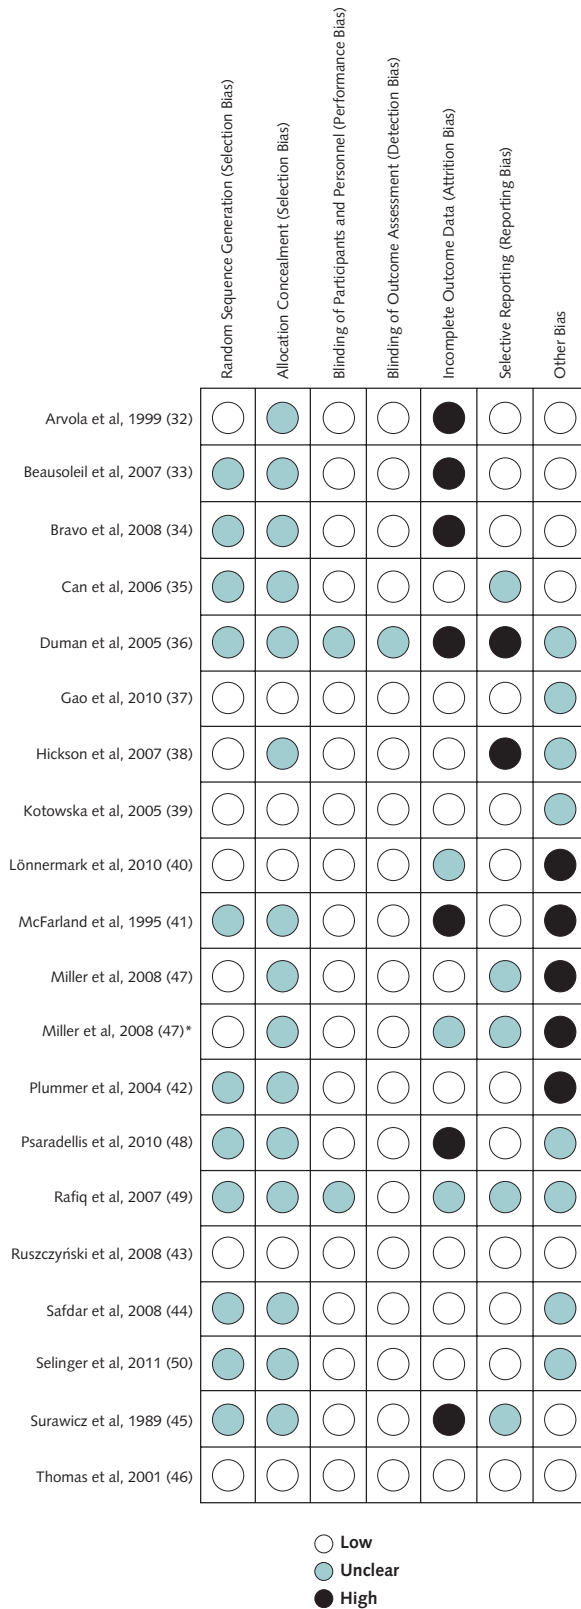 Random Sequence Generation (Selection Bias)
Allocation Concealment (Selection Bias)
Blinding of Participants and Personnel (Performance Bias)
Blinding of Outcome Assessment (Detection Bias)
Incomplete Outcome Data (Attrition Bias)
Selective Reporting (Reporting Bias)
Other Bias
Arvola et al, 1999 (32)
Beausoleil et al, 2007 (33)
Bravo et al, 2008 (34)
Can et al, 2006 (35)
Duman et al, 2005 (36)
Gao et al, 2010 (37)
Hickson et al, 2007 (38)
Kotowska et al, 2005 (39)
Lönnermark et al, 2010 (40)
McFarland et al, 1995 (41)
Miller et al, 2008 (47)
Miller et al, 2008 (47)*
Plummer et al, 2004 (42)
Psaradellis et al, 2010 (48)
Rafiq et al, 2007 (49)
Ruszczyński et al, 2008 (43)
Safdar et al, 2008 (44)
Selinger et al, 2011 (50)
Surawicz et al, 1989 (45)
Thomas et al, 2001 (46)
Low
Unclear
High